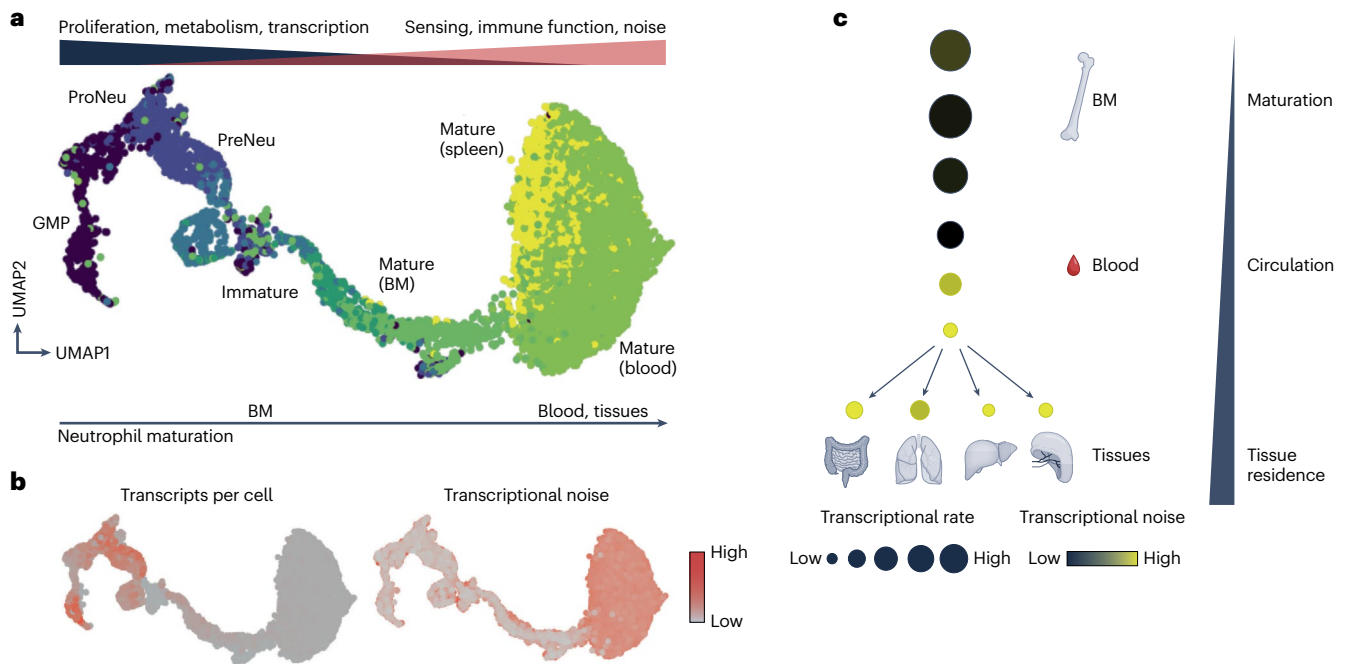 a
Proliferation, metabolism, transcription
Sensing, immune function, noise
ProNeu
PreNeu
GMP
Immature
Mature
(BM)
Mature
(spleen)
Mature
(blood)
UMAP2
UMAP1
BM
Blood, tissues
Neutrophil maturation
b
Transcripts per cell
Transcriptional noise
High
Low
c
BM
Maturation
Blood
Circulation
Tissues
Tissue
residence
Transcriptional rate
Low
High
Transcriptional noise
Low
High